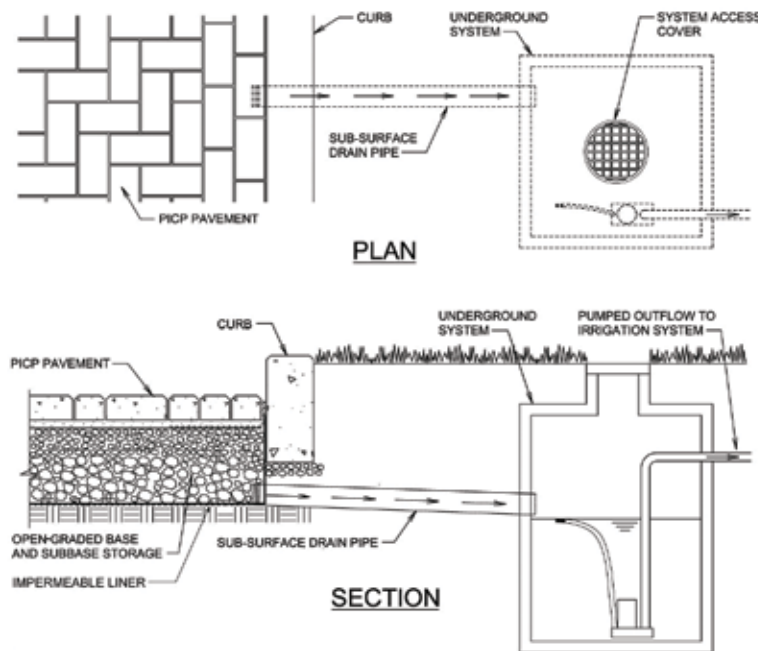 CURB
UNDERGROUND
SYSTEM
SYSTEM ACCESS
COVER
SUB-SURFACE
DRAIN PIPE
PICP PAVEMENT
PLAN
UNDERGROUND
SYSTEM
PUMPED OUTFLOW TO
IRRIGATION SYSTEM
CURB
PICP PAVEMENT
OPEN-GRADED BASE
AND SUBBASE STORAGE
SUB-SURFACE DRAIN PIPE
IMPERMEABLE LINER
SECTION